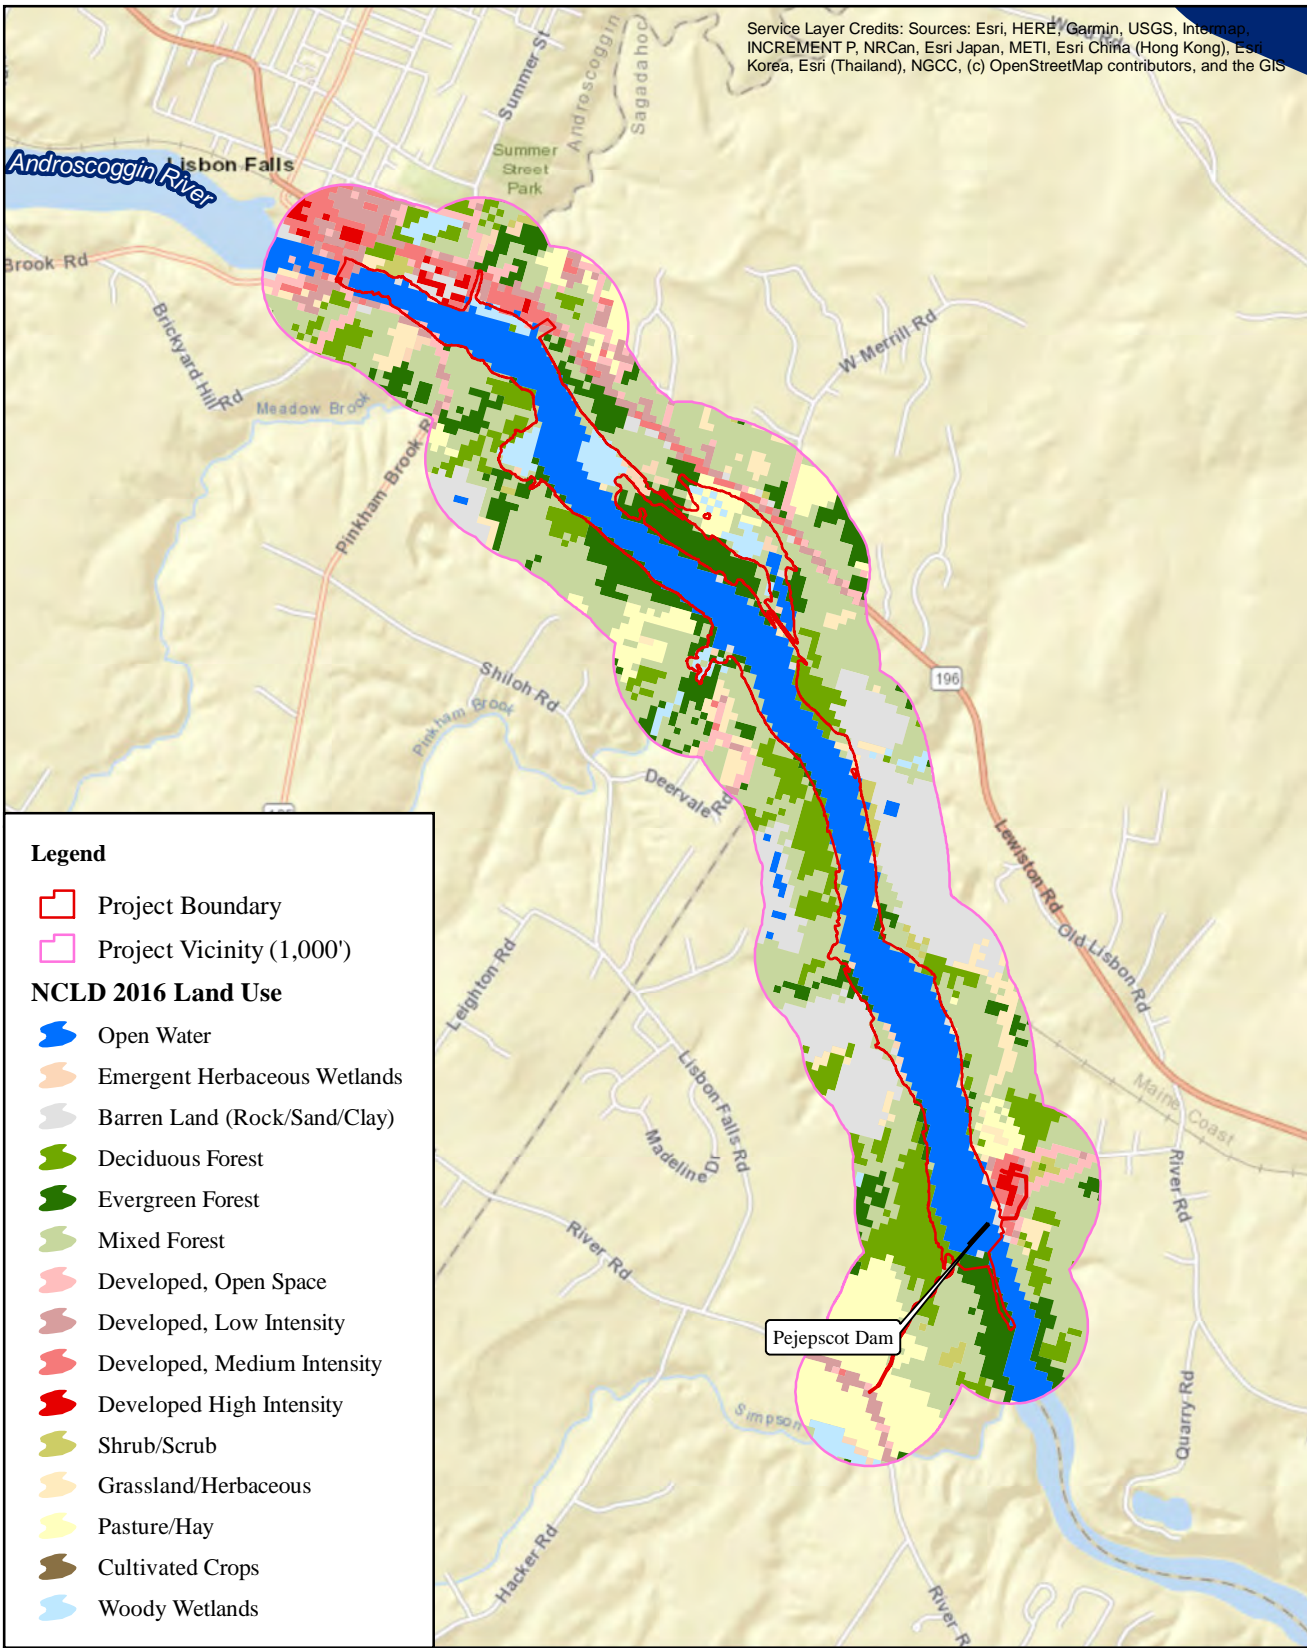 Service Layer Credits: Sources: Esri, HERE, Garmin, USGS, Intermap,
INCREMENT P, NRCan, Esri Japan, METI, Esri China (Hong Kong), Esri
Korea, Esri (Thailand), NGCC, (c) OpenStreetMap contributors, and the GIS
Ward Rd
Summer St
Androscoggin
Sagadahoc
Summer
Street
Park
Lisbon Falls
Androscoggin River
Brook Rd
Brickyard Hill Rd
Meadow Brook
W Merrill Rd
Pinkham Brook R
196
Shiloh Rd
Pinkham Brook
Deervale Rd
Lewiston Rd
Old Lisbon Rd
Leighton Rd
Lisbon Falls Rd
Madeline Dr
Maine Coast
River Rd
River Rd
Pejepscot Dam
Simpson
Quarry Rd
Hacker Rd
River R
Legend
Project Boundary
Project Vicinity (1,000')
NCLD 2016 Land Use
Open Water
Emergent Herbaceous Wetlands
Barren Land (Rock/Sand/Clay)
Deciduous Forest
Evergreen Forest
Mixed Forest
Developed, Open Space
Developed, Low Intensity
Developed, Medium Intensity
Developed High Intensity
Shrub/Scrub
Grassland/Herbaceous
Pasture/Hay
Cultivated Crops
Woody Wetlands